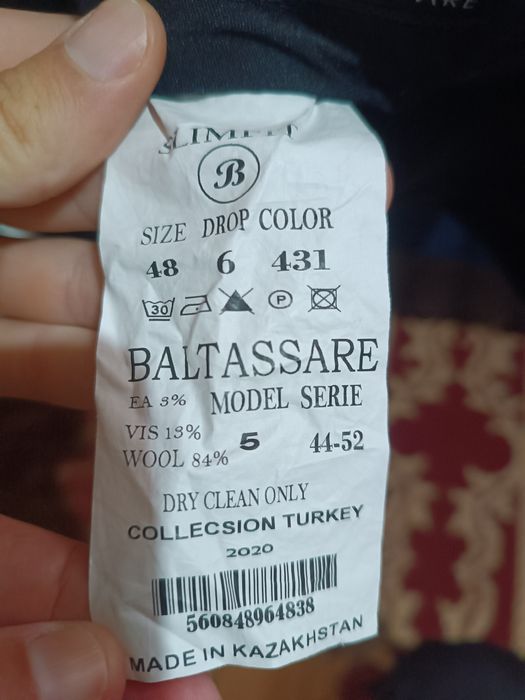 SLIMFIT
B
SIZE DROP COLOR
48 6 431
30 P
BALTASSARE
EA 3% MODEL SERIE
VIS 13% 5 44-52
WOOL 84%
DRY CLEAN ONLY
COLLECSION TURKEY
2020
560848964838
MADE IN KAZAKHSTAN